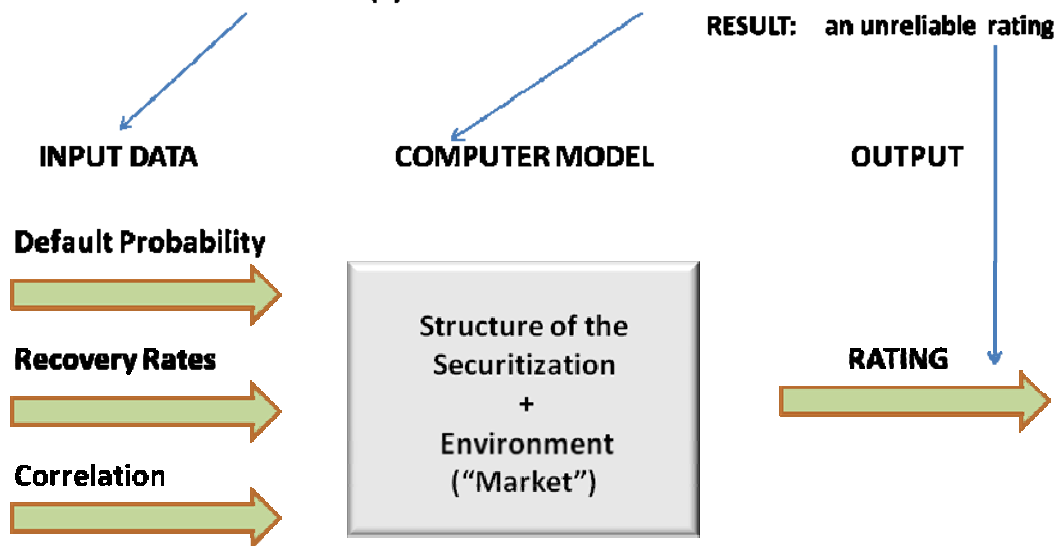 RESULT: an unreliable rating
INPUT DATA
COMPUTER MODEL
OUTPUT
Default Probability
Recovery Rates
Correlation
Structure of the
Securitization
+
Environment
(“Market”)
RATING